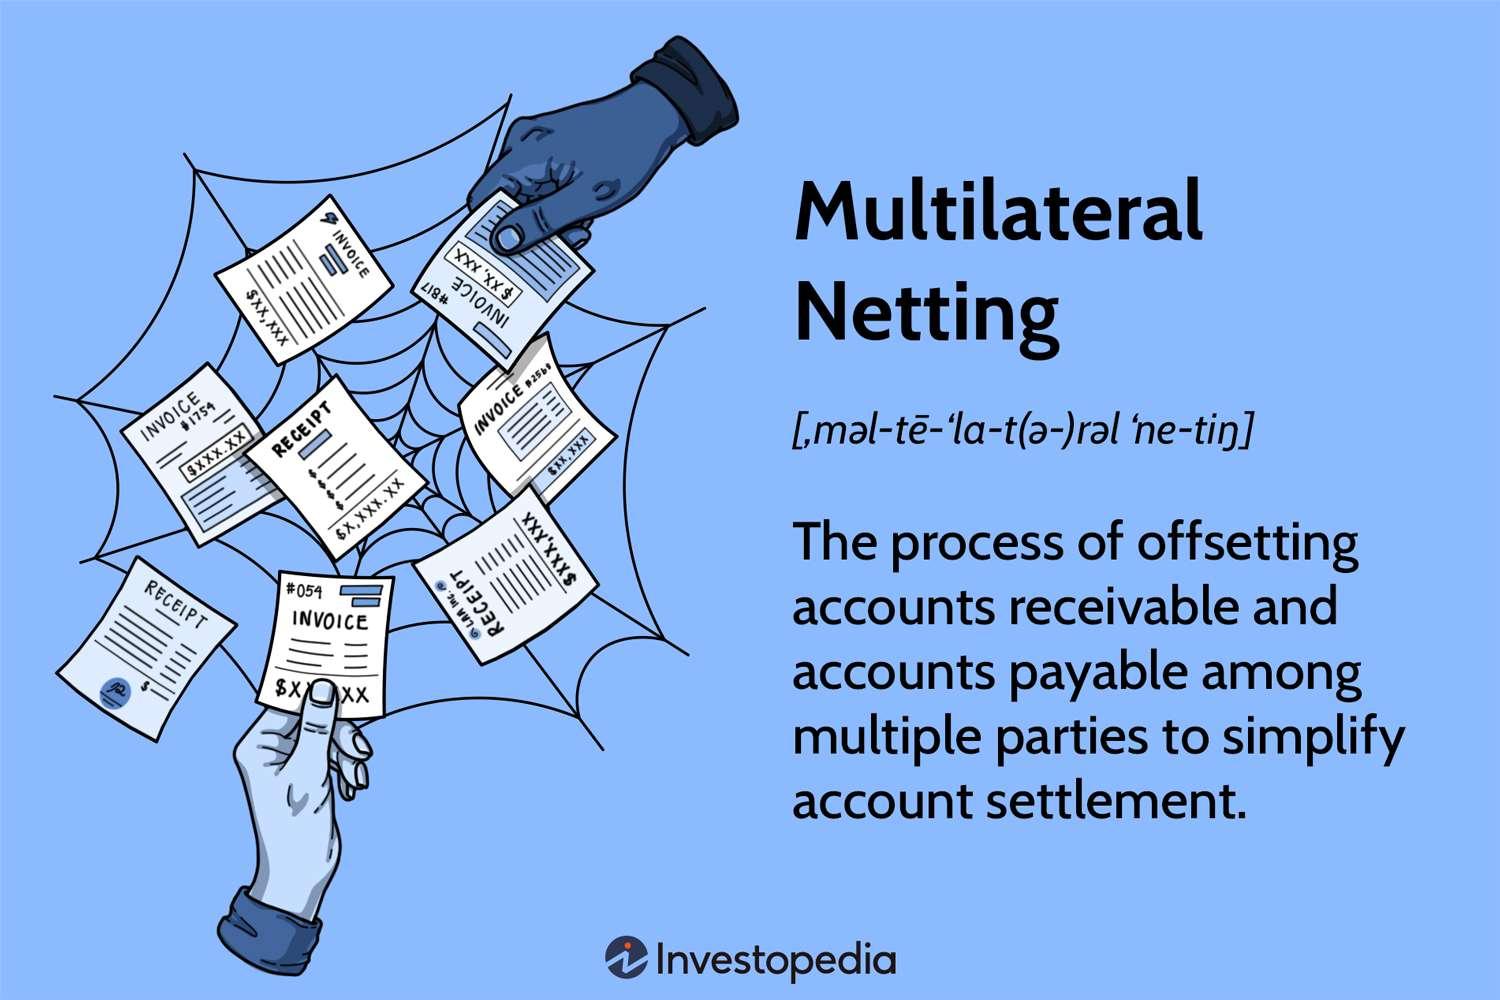 INVOICE
$XX,XXX
#817
INVOICE
$XX,XXX
INVOICE
#1754
$XXX.XX
RECEIPT
$
$
$
$
$X,XXX.XX
INVOICE #2568
$XX,XXX
RECEIPT
$XXX,XXX
RECEIPT
$
#054
INVOICE
$X XX
Multilateral
Netting
[ˌməl-tē-ˈla-t(ə-)rəl ˈne-tiŋ]
The process of offsetting
accounts receivable and
accounts payable among
multiple parties to simplify
account settlement.
Investopedia